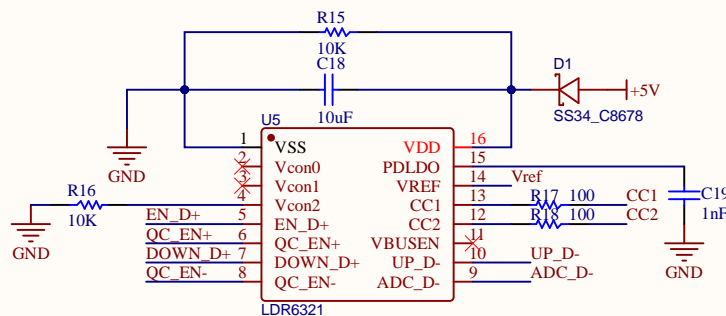 R15
10K
C18
10uF
D1
+5V
SS34_C8678
GND
U5
1 VSS VDD 16
2 Vcon0 PDLDO 15
3 Vcon1 VREF 14 Vref
R16 4 Vcon2 CC1 13 R17 100 CC1
10K
EN_D+ 5 EN_D+ CC2 12 R18 100 CC2
QC_EN+ 6 QC_EN+ VBUSEN 11
DOWN_D+ 7 DOWN_D+ UP_D- 10 UP_D-
QC_EN- 8 QC_EN- ADC_D- 9 ADC_D-
C19
1nF
GND
GND
LDR6321